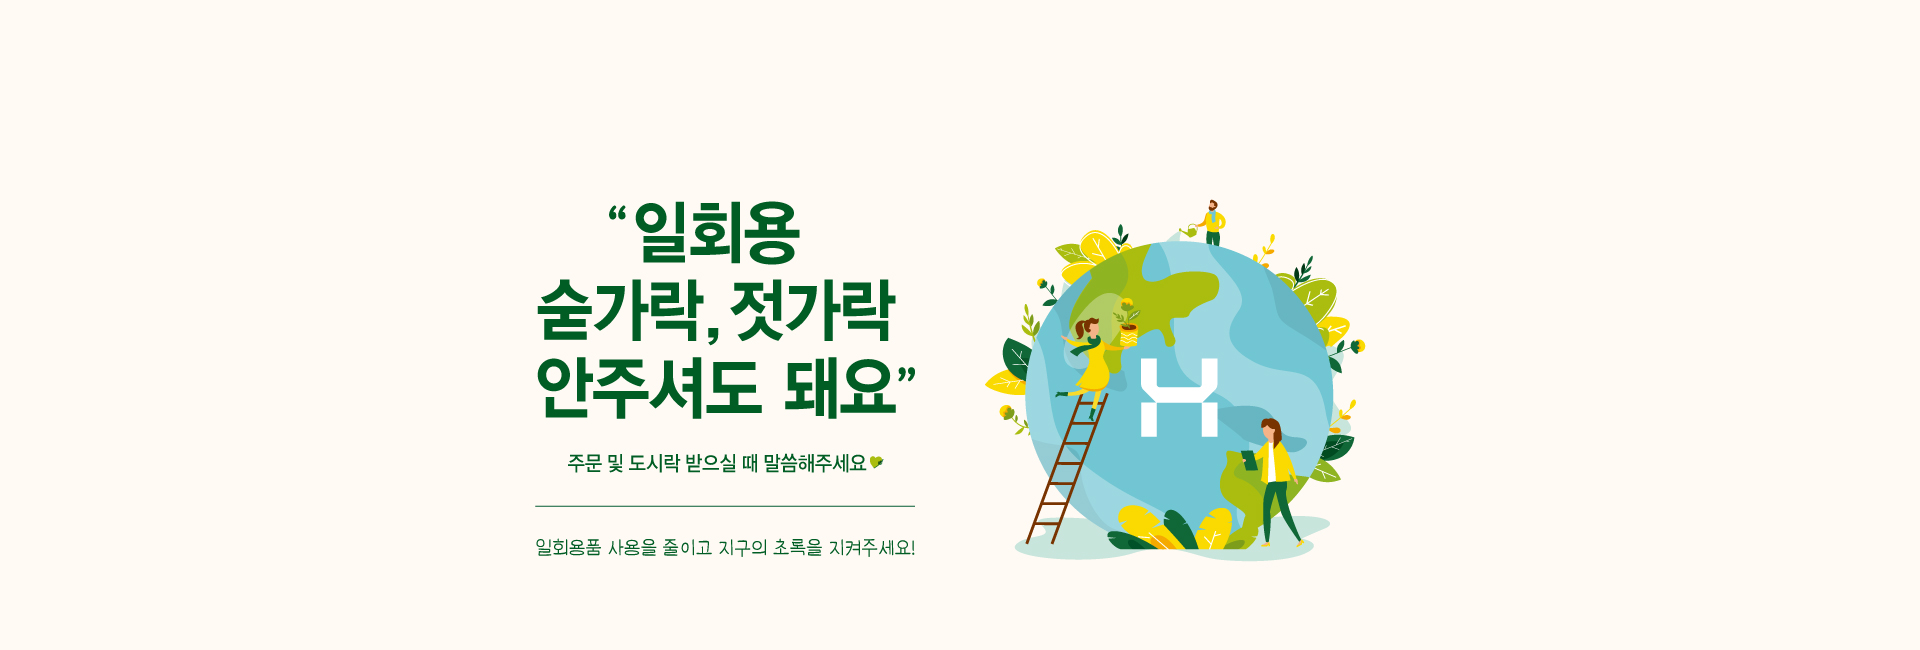 “일회용
숟가락, 젓가락
안주셔도 돼요”
주문 및 도시락 받으실 때 말씀해주세요
일회용품 사용을 줄이고 지구의 초록을 지켜주세요!
H